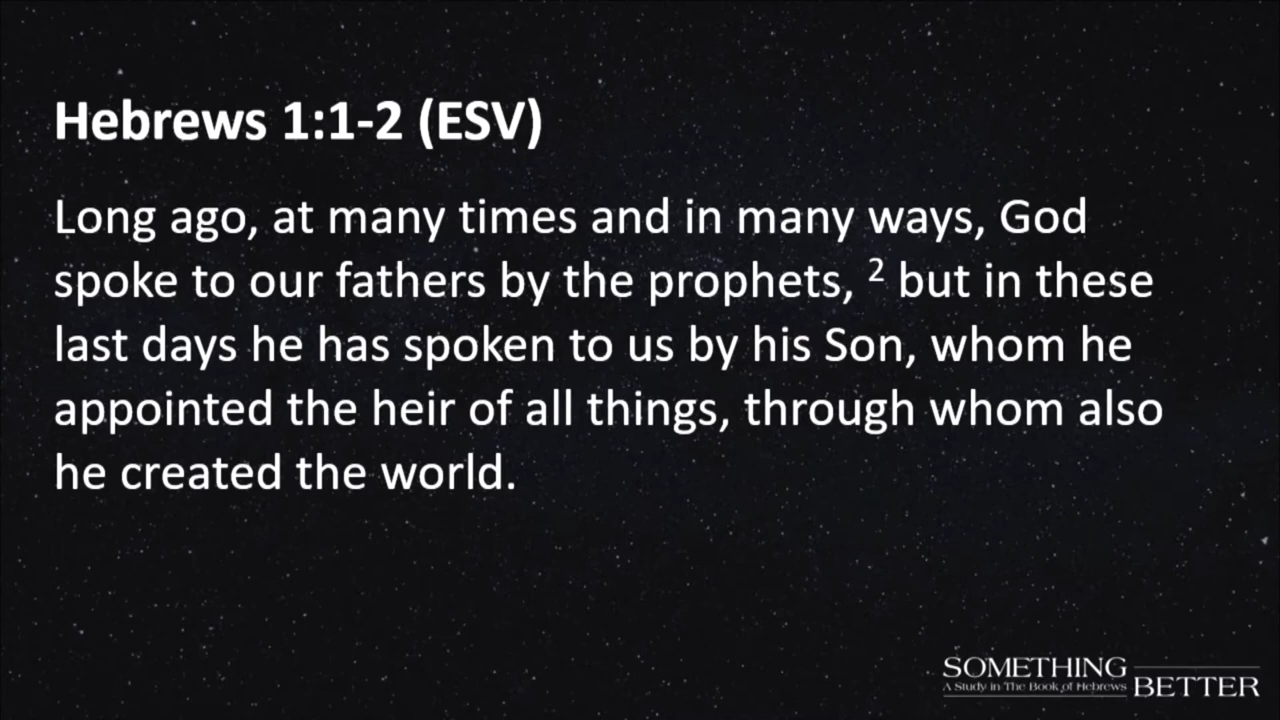 Hebrews 1:1-2 (ESV)
Long ago, at many times and in many ways, God
spoke to our fathers by the prophets, ² but in these
last days he has spoken to us by his Son, whom he
appointed the heir of all things, through whom also
he created the world.
SOMETHING
A Study in The Book of Hebrews
BETTER